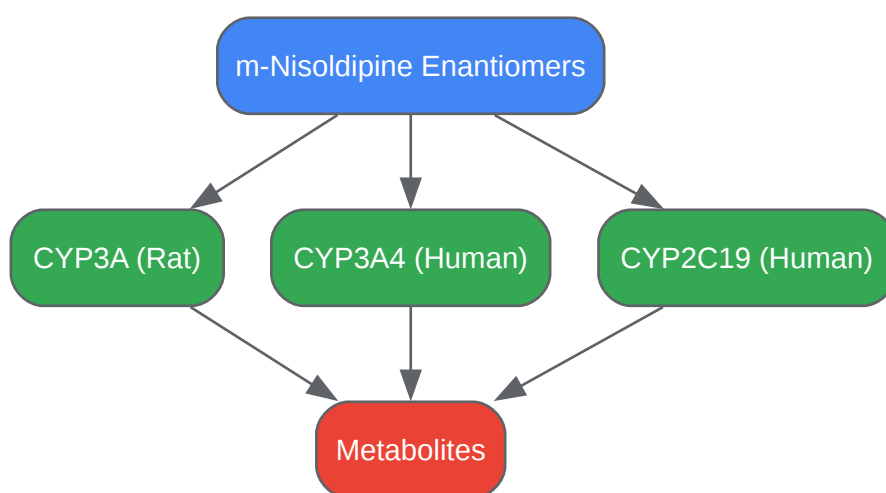 m-Nisoldipine Enantiomers
CYP3A (Rat)
CYP3A4 (Human)
CYP2C19 (Human)
Metabolites